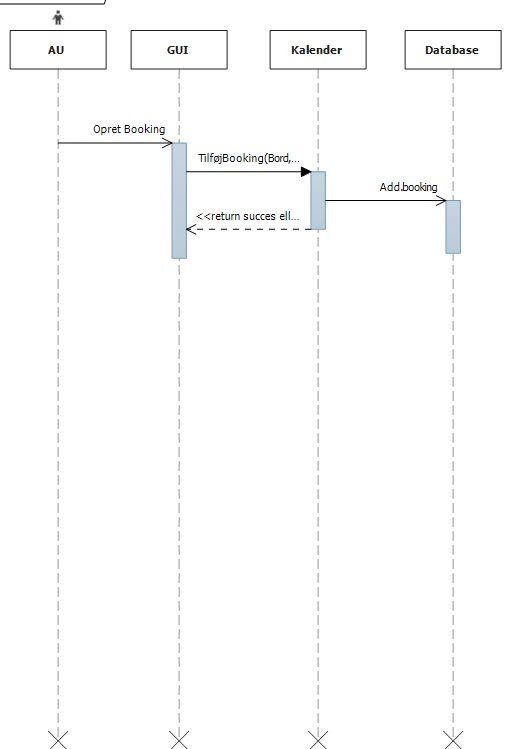 AU
GUI
Kalender
Database
Opret Booking
TilføjBooking(Bord,...
Add.booking
<<return succes ell...